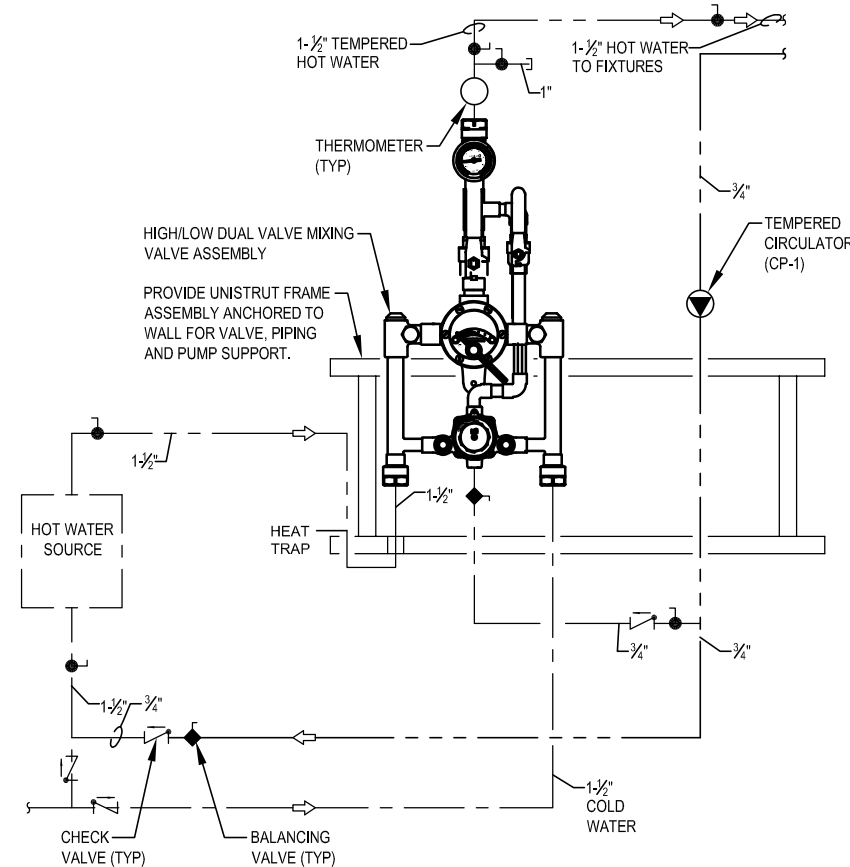 1-½" TEMPERED
HOT WATER
1-½" HOT WATER
TO FIXTURES
1"
THERMOMETER
(TYP)
¾"
HIGH/LOW DUAL VALVE MIXING
VALVE ASSEMBLY
TEMPERED
CIRCULATOR
(CP-1)
PROVIDE UNISTRUT FRAME
ASSEMBLY ANCHORED TO
WALL FOR VALVE, PIPING
AND PUMP SUPPORT.
1-½"
1-½"
HOT WATER
SOURCE
HEAT
TRAP
¾"
¾"
1-½"
¾"
1-½"
COLD
WATER
CHECK
VALVE (TYP)
BALANCING
VALVE (TYP)